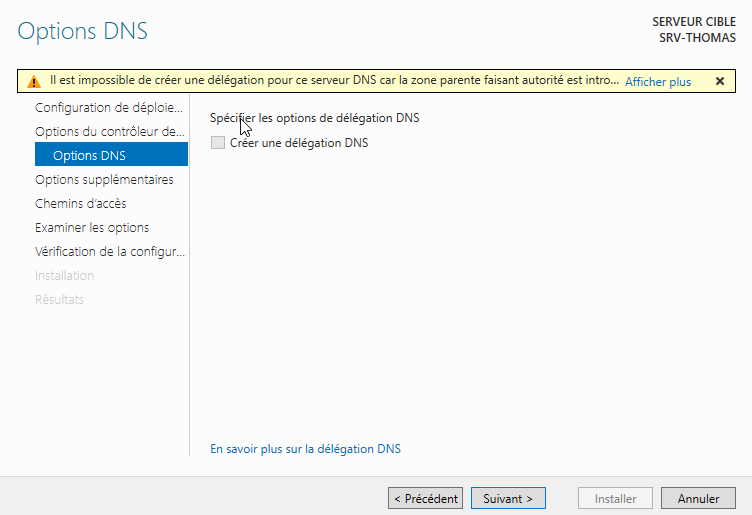 Options DNS
SERVEUR CIBLE
SRV-THOMAS
Il est impossible de créer une délégation pour ce serveur DNS car la zone parente faisant autorité est intro... Afficher plus
Configuration de déploie...
Options du contrôleur de...
Options DNS
Options supplémentaires
Chemins d'accès
Examiner les options
Vérification de la configur...
Installation
Résultats
Spécifier les options de délégation DNS
Créer une délégation DNS
En savoir plus sur la délégation DNS
< Précédent
Suivant >
Installer
Annuler